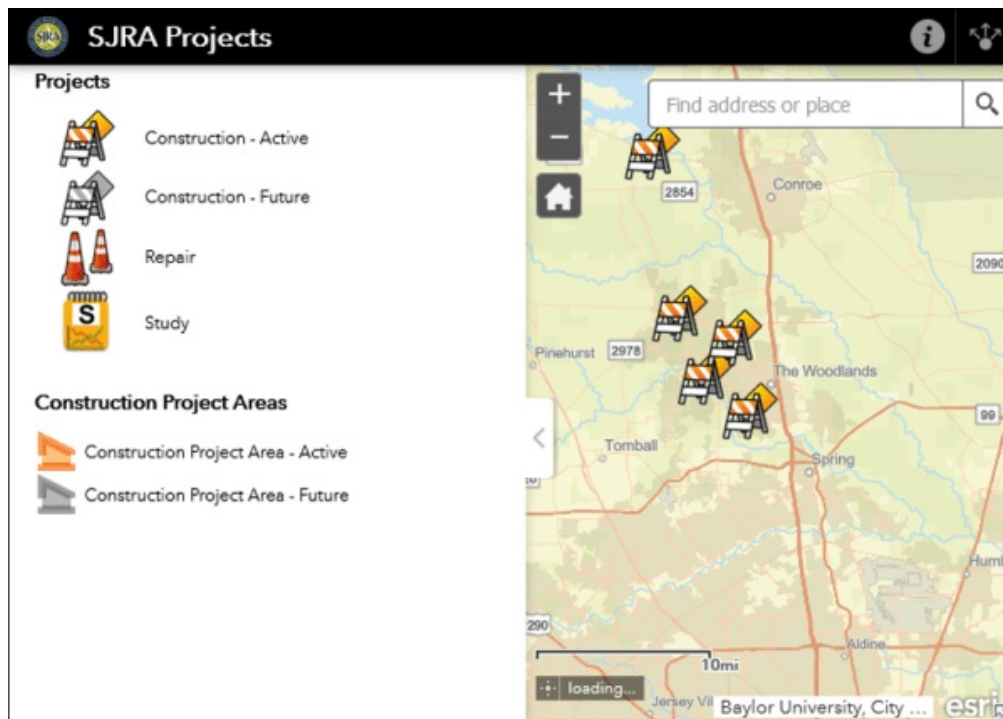 SJRA Projects
Projects
Construction - Active
Construction - Future
Repair
S
Study
Construction Project Areas
Construction Project Area - Active
Construction Project Area - Future
+
Find address or place
−
2854
Conroe
2090
Pinehurst
2978
The Woodlands
99
Tomball
Spring
290
Aldine
10mi
loading...
Baylor University, City ...
esri